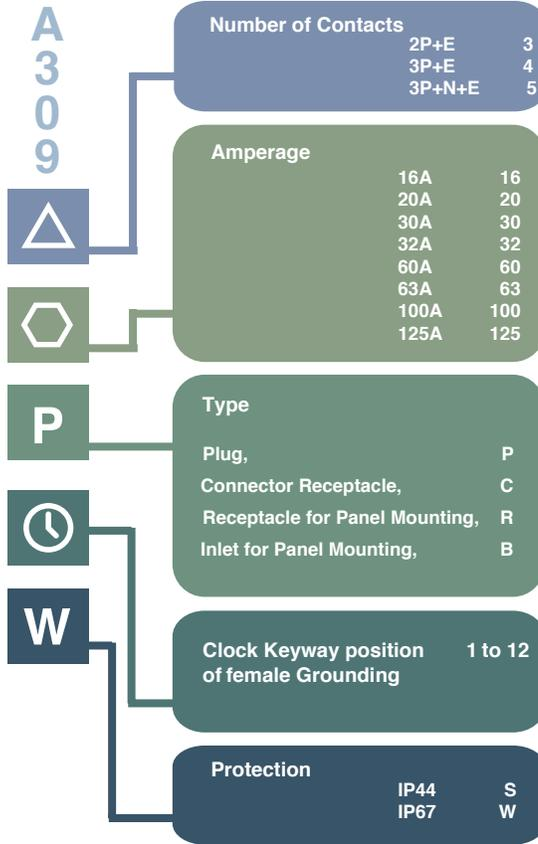 A
3
0
9
Number of Contacts
2P+E 3
3P+E 4
3P+N+E 5
Amperage
16A 16
20A 20
30A 30
32A 32
60A 60
63A 63
100A 100
125A 125
P
Type
Plug, P
Connector Receptacle, C
Receptacle for Panel Mounting, R
Inlet for Panel Mounting, B
W
Clock Keyway position 1 to 12
of female Grounding
Protection
IP44 S
IP67 W